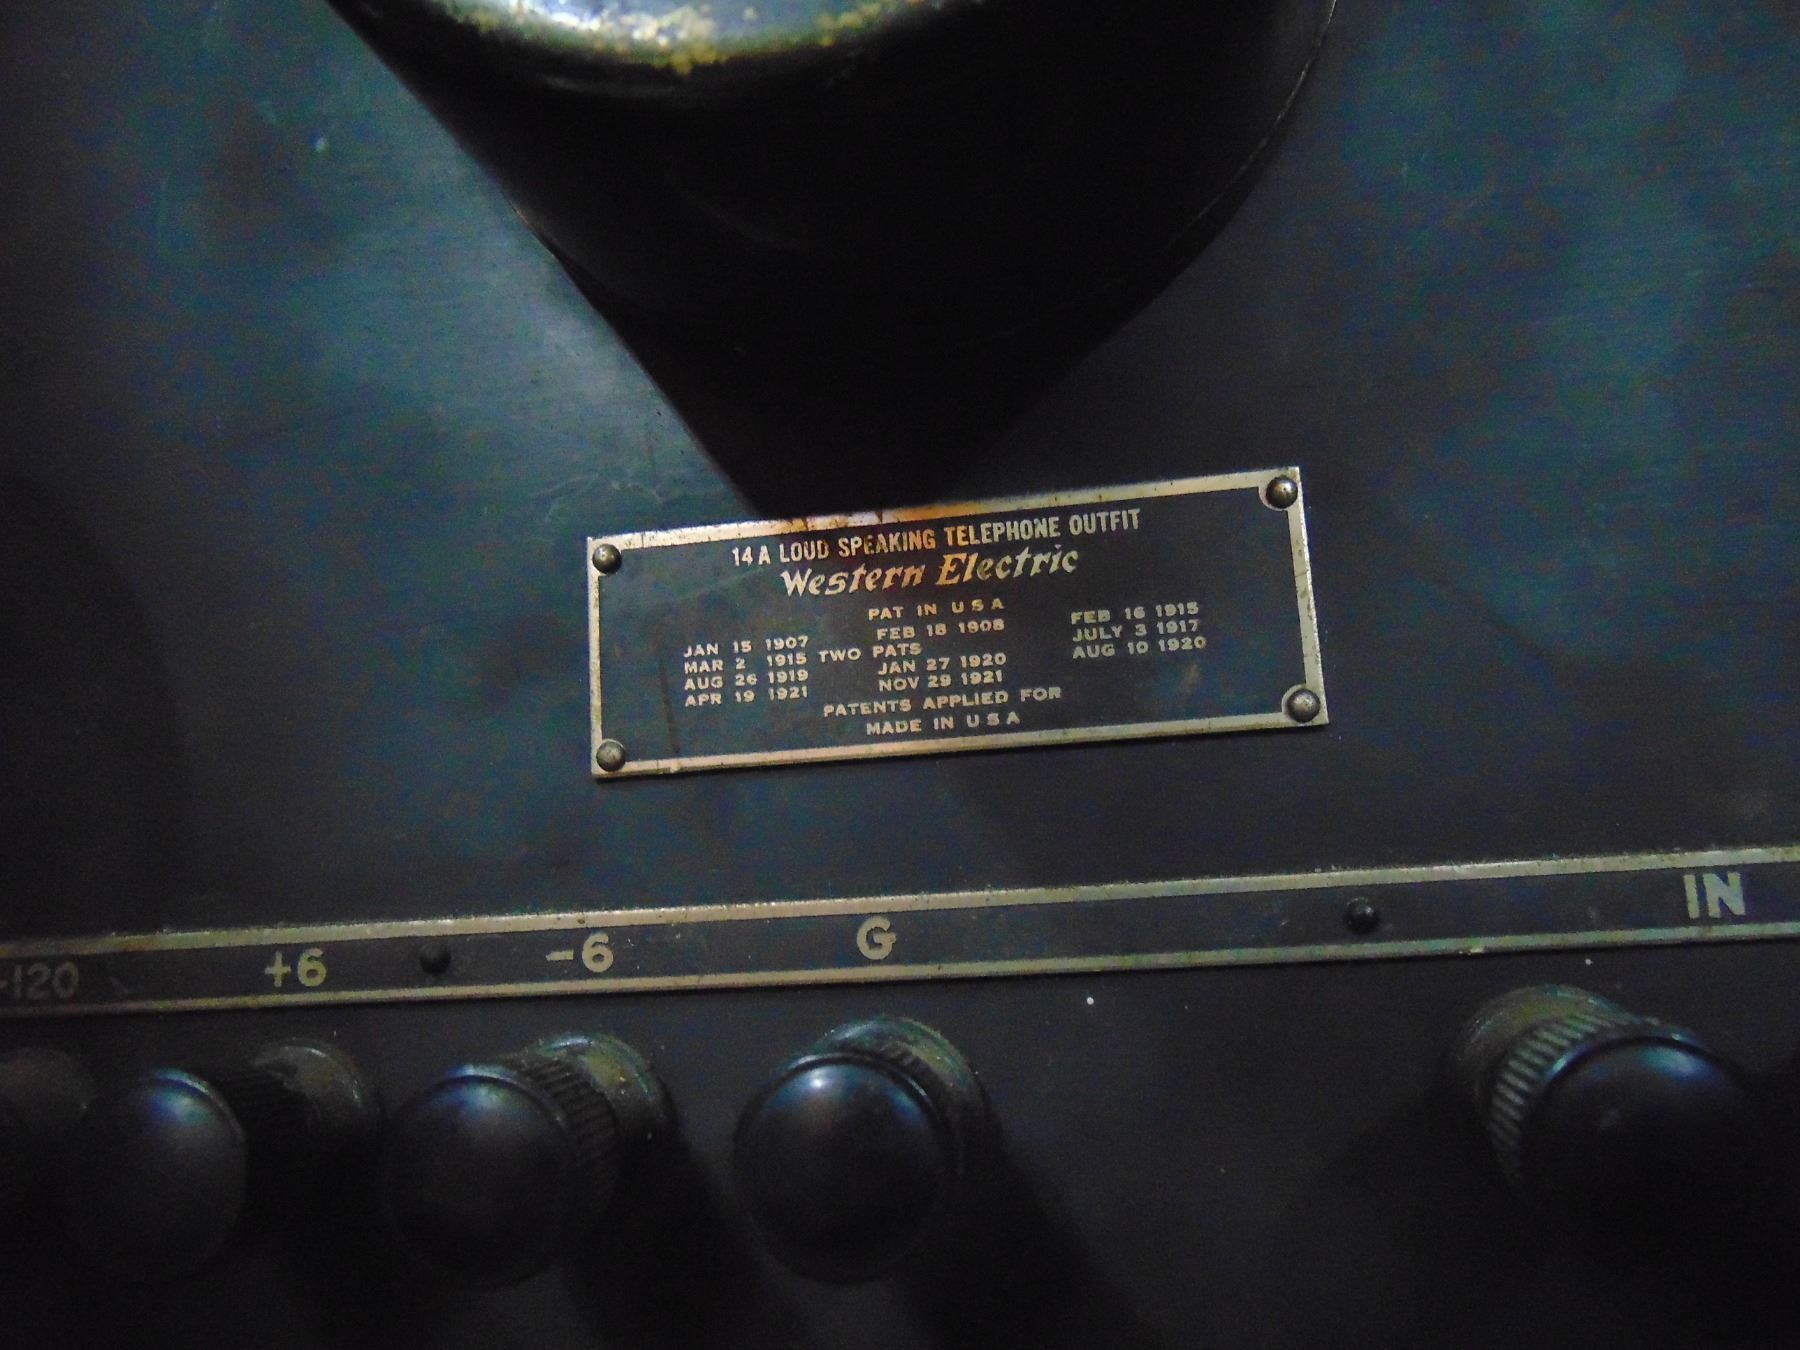 14A LOUD SPEAKING TELEPHONE OUTFIT
Western Electric
PAT IN U S A
JAN 15 1907 FEB 18 1908 FEB 16 1915
MAR 2 1915 TWO PATS JULY 3 1917
AUG 26 1919 JAN 27 1920 AUG 10 1920
APR 19 1921 NOV 29 1921
PATENTS APPLIED FOR
MADE IN U S A
-120 +6 -6 G IN